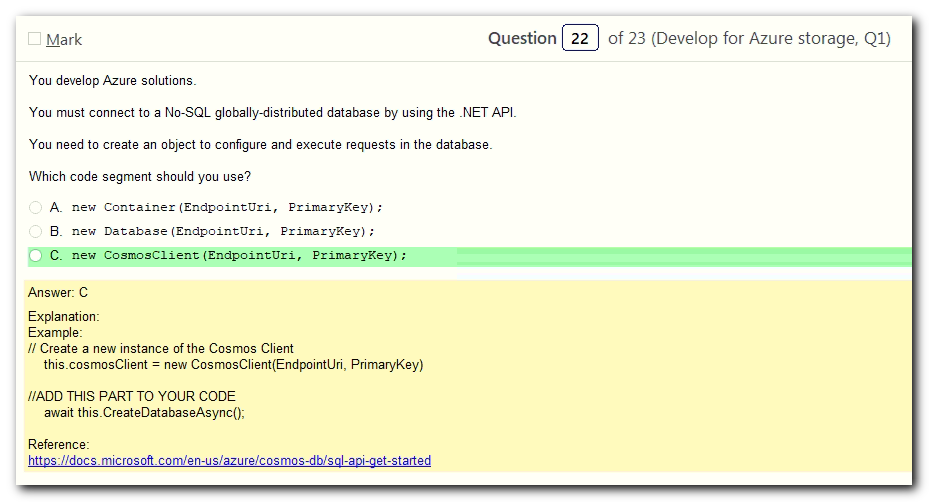 Mark Question 22 of 23 (Develop for Azure storage, Q1)
You develop Azure solutions.
You must connect to a No-SQL globally-distributed database by using the .NET API.
You need to create an object to configure and execute requests in the database.
Which code segment should you use?
A. new Container(EndpointUri, PrimaryKey);
B. new Database(EndpointUri, PrimaryKey);
C. new CosmosClient(EndpointUri, PrimaryKey);
Answer: C
Explanation:
Example:
// Create a new instance of the Cosmos Client
this.cosmosClient = new CosmosClient(EndpointUri, PrimaryKey)
//ADD THIS PART TO YOUR CODE
await this.CreateDatabaseAsync();
Reference:
https://docs.microsoft.com/en-us/azure/cosmos-db/sql-api-get-started